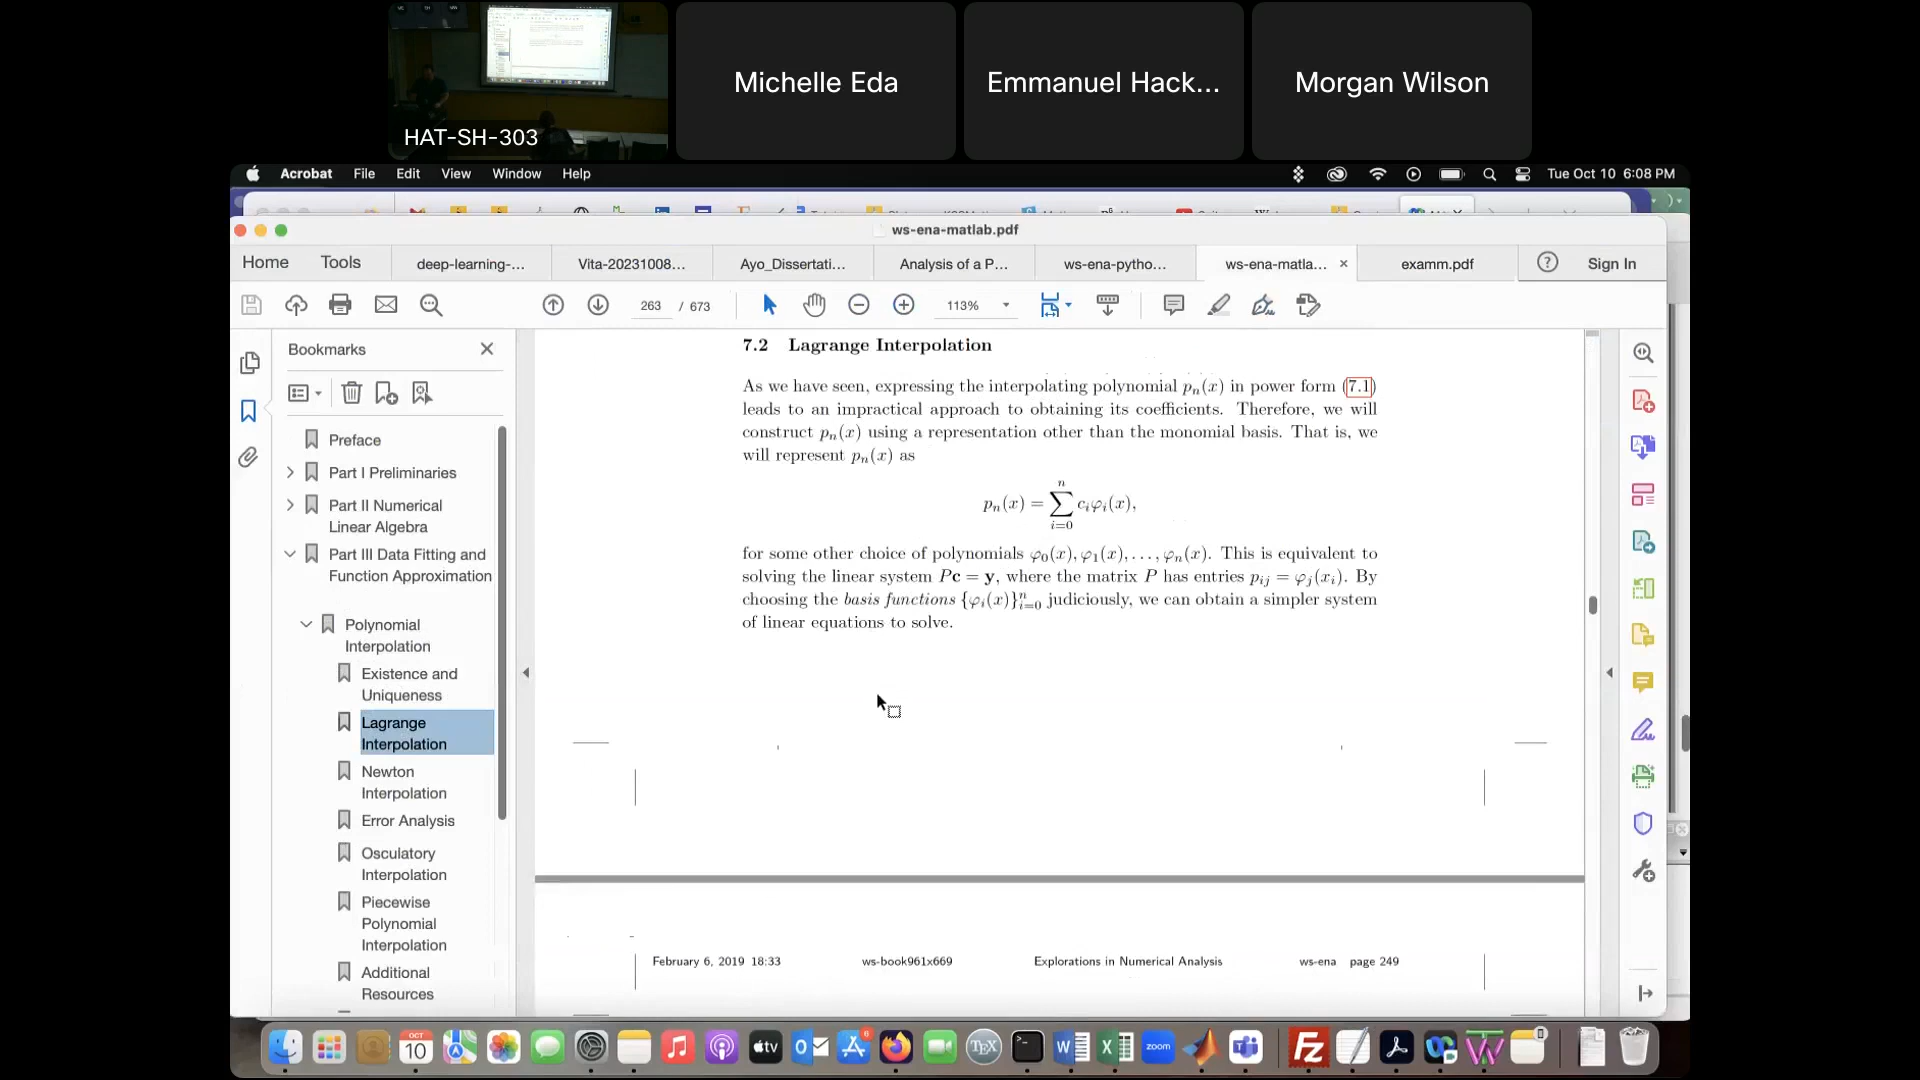 HAT-SH-303
Michelle Eda
Emmanuel Hack...
Morgan Wilson
Acrobat File Edit View Window Help
Tue Oct 10 6:08 PM
ws-ena-matlab.pdf
Home Tools
deep-learning-...
Vita-20231008...
Ayo_Dissertati...
Analysis of a P...
ws-ena-pytho...
ws-ena-matla... ×
examm.pdf
Sign In
263 / 673
113%
Bookmarks
Preface
Part I Preliminaries
Part II Numerical
Linear Algebra
Part III Data Fitting and
Function Approximation
Polynomial
Interpolation
Existence and
Uniqueness
Lagrange
Interpolation
Newton
Interpolation
Error Analysis
Osculatory
Interpolation
Piecewise
Polynomial
Interpolation
Additional
Resources
7.2 Lagrange Interpolation
As we have seen, expressing the interpolating polynomial pₙ(x) in power form (7.1)
leads to an impractical approach to obtaining its coefficients. Therefore, we will
construct pₙ(x) using a representation other than the monomial basis. That is, we
will represent pₙ(x) as
pₙ(x) = ∑ᵢ₌₀ⁿ cᵢφᵢ(x),
for some other choice of polynomials φ₀(x), φ₁(x), . . . , φₙ(x). This is equivalent to
solving the linear system Pc = y, where the matrix P has entries pᵢⱼ = φⱼ(xᵢ). By
choosing the basis functions {φᵢ(x)}ⁿᵢ₌₀ judiciously, we can obtain a simpler system
of linear equations to solve.
February 6, 2019 18:33 ws-book961x669 Explorations in Numerical Analysis ws-ena page 249
OCT
10
tv
TEX
zoom